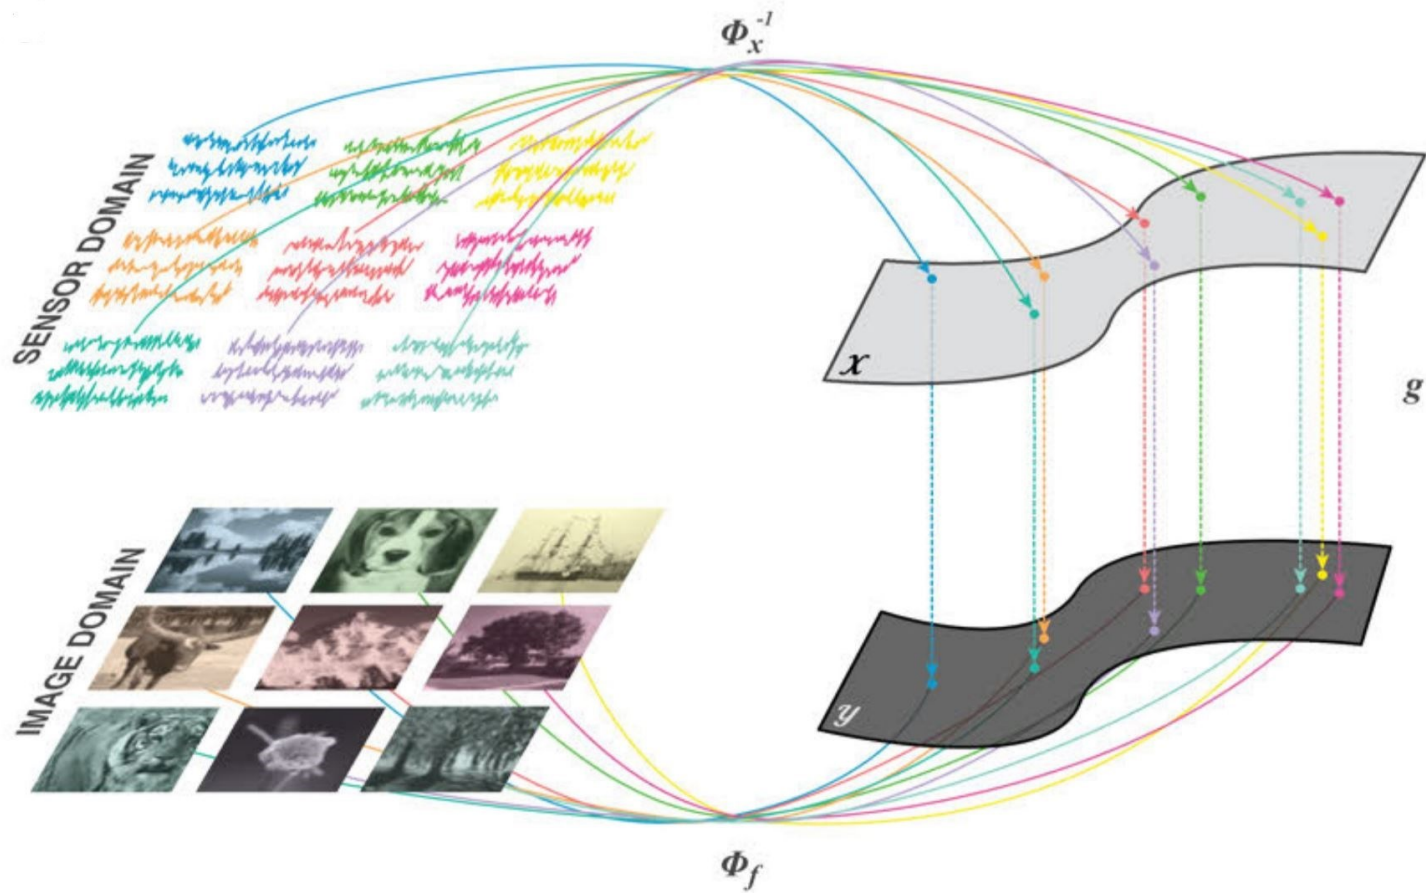 Φx⁻¹
SENSOR DOMAIN
x
g
IMAGE DOMAIN
y
Φf